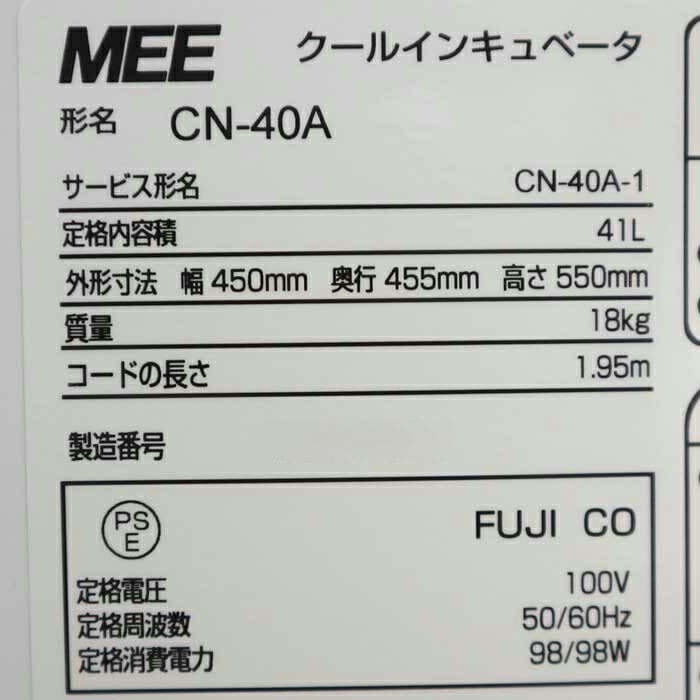 MEE クールインキュベータ
形名 CN-40A
サービス形名 CN-40A-1
定格内容積 41L
外形寸法 幅 450mm 奥行 455mm 高さ 550mm
質量 18kg
コードの長さ 1.95m
製造番号
PS
E
FUJI CO
定格電圧 100V
定格周波数 50/60Hz
定格消費電力 98/98W